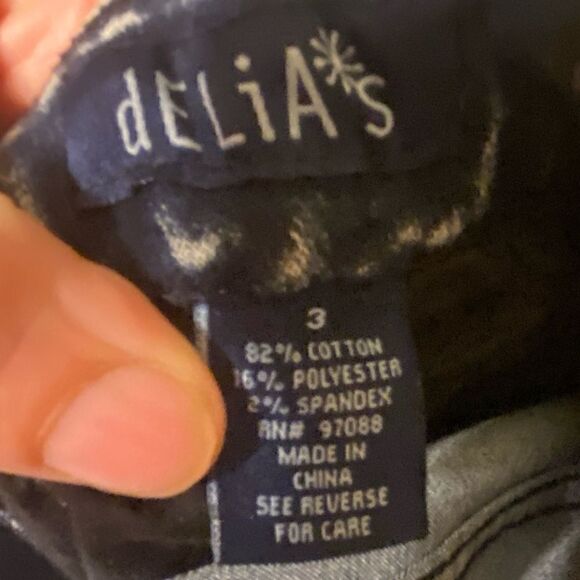 dELiA*s
3
82% COTTON
16% POLYESTER
2% SPANDEX
RN# 97088
MADE IN
CHINA
SEE REVERSE
FOR CARE